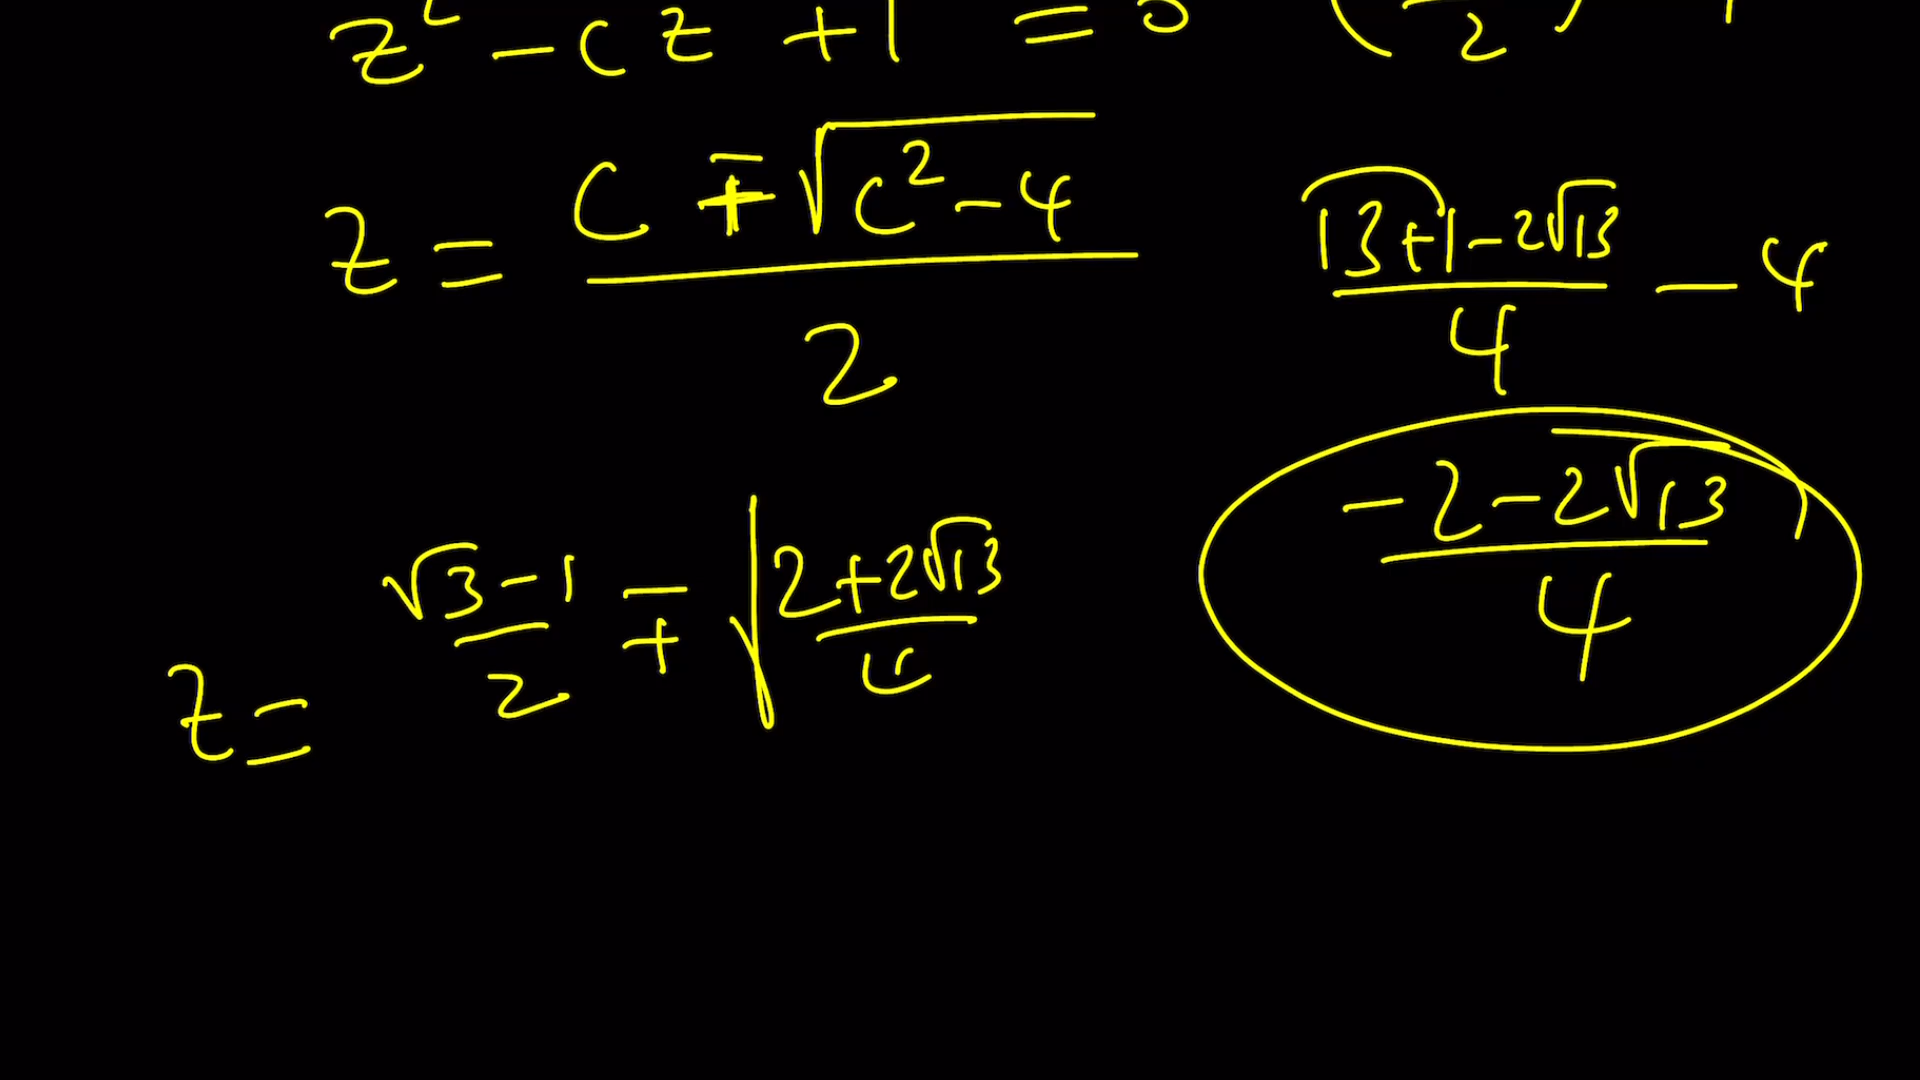 z² - cz + 1 = 0
z = (c ∓ √(c² - 4)) / 2
(13 + 1 - 2√13) / 4 - 4
(-2 - 2√13) / 4
z = (√3 - 1) / 2 ∓ √((2 + 2√13) / 4)